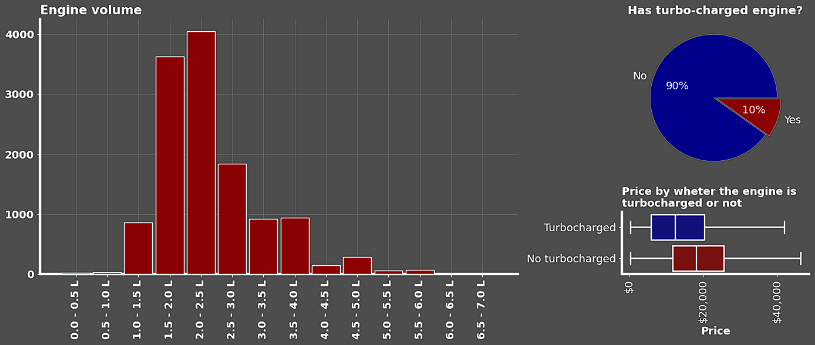 Engine volume
4000
3000
2000
1000
0
0.0 - 0.5 L
0.5 - 1.0 L
1.0 - 1.5 L
1.5 - 2.0 L
2.0 - 2.5 L
2.5 - 3.0 L
3.0 - 3.5 L
3.5 - 4.0 L
4.0 - 4.5 L
4.5 - 5.0 L
5.0 - 5.5 L
5.5 - 6.0 L
6.0 - 6.5 L
6.5 - 7.0 L
Has turbo-charged engine?
No
90%
10%
Yes
Price by wheter the engine is
turbocharged or not
Turbocharged
No turbocharged
$0
$20,000
$40,000
Price